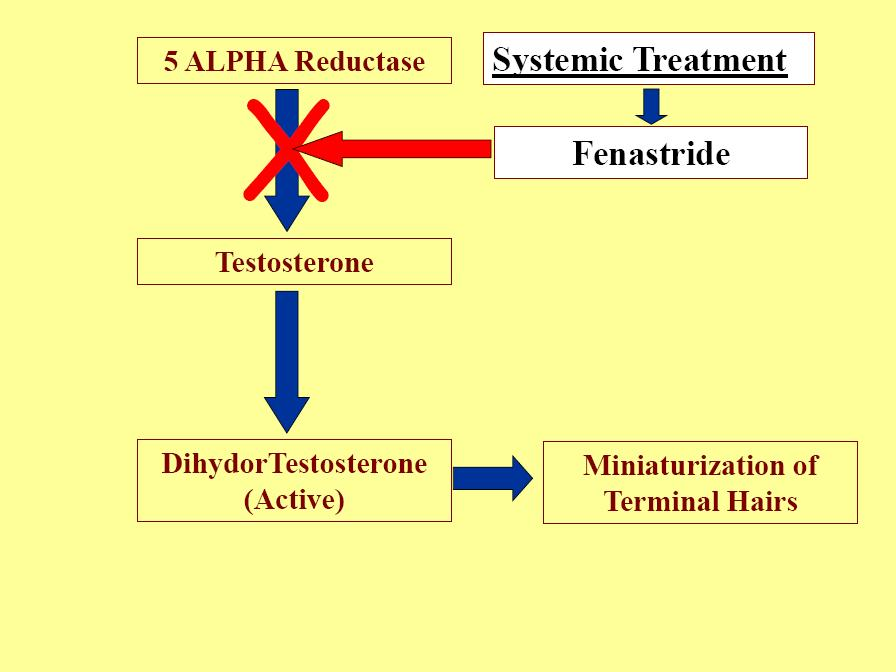 5 ALPHA Reductase
Systemic Treatment
Fenastride
Testosterone
DihydorTestosterone
(Active)
Miniaturization of
Terminal Hairs